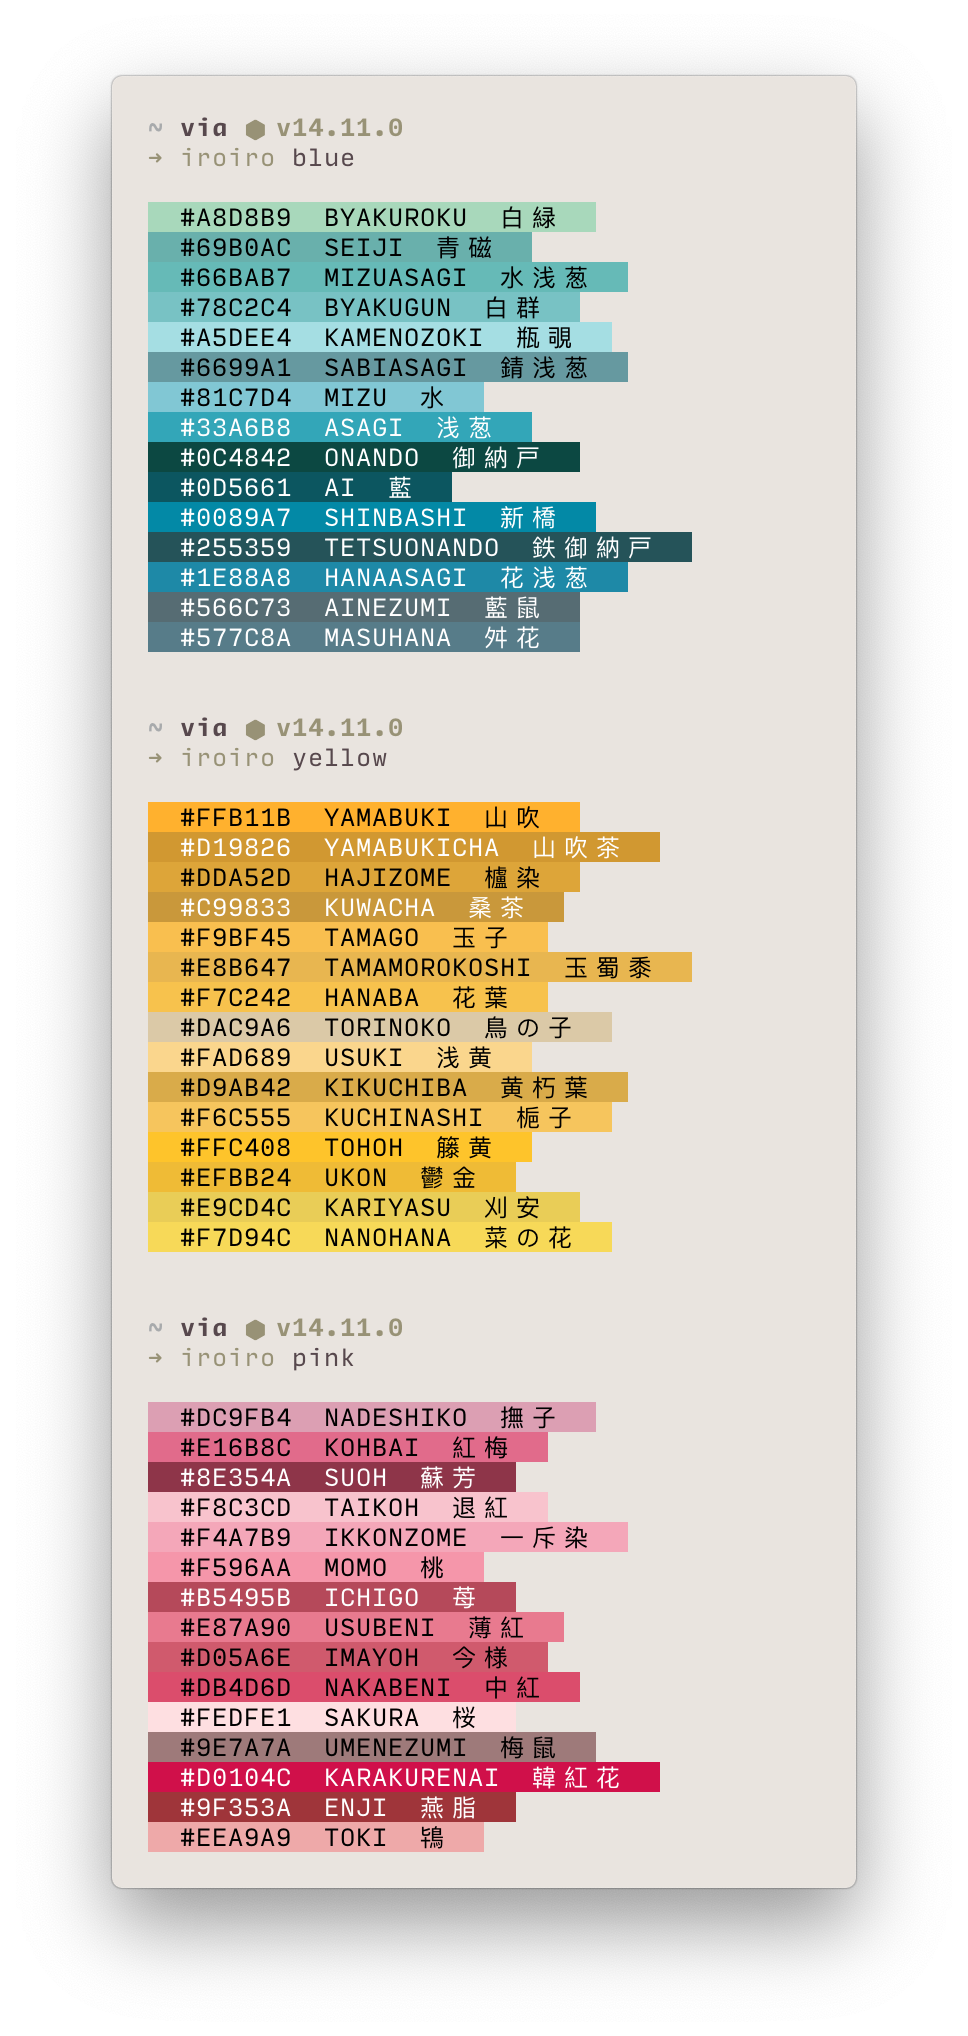 ~ via ⬢ v14.11.0
➜ iroiro blue
#A8D8B9 BYAKUROKU 白緑
#69B0AC SEIJI 青磁
#66BAB7 MIZUASAGI 水浅葱
#78C2C4 BYAKUGUN 白群
#A5DEE4 KAMENOZOKI 瓶覗
#6699A1 SABIASAGI 錆浅葱
#81C7D4 MIZU 水
#33A6B8 ASAGI 浅葱
#0C4842 ONANDO 御納戸
#0D5661 AI 藍
#0089A7 SHINBASHI 新橋
#255359 TETSUONANDO 鉄御納戸
#1E88A8 HANAASAGI 花浅葱
#566C73 AINEZUMI 藍鼠
#577C8A MASUHANA 舛花
~ via ⬢ v14.11.0
➜ iroiro yellow
#FFB11B YAMABUKI 山吹
#D19826 YAMABUKICHA 山吹茶
#DDA52D HAJIZOME 櫨染
#C99833 KUWACHA 桑茶
#F9BF45 TAMAGO 玉子
#E8B647 TAMAMOROKOSHI 玉蜀黍
#F7C242 HANABA 花葉
#DAC9A6 TORINOKO 鳥の子
#FAD689 USUKI 浅黄
#D9AB42 KIKUCHIBA 黄朽葉
#F6C555 KUCHINASHI 梔子
#FFC408 TOHOH 籐黄
#EFBB24 UKON 鬱金
#E9CD4C KARIYASU 刈安
#F7D94C NANOHANA 菜の花
~ via ⬢ v14.11.0
➜ iroiro pink
#DC9FB4 NADESHIKO 撫子
#E16B8C KOHBAI 紅梅
#8E354A SUOH 蘇芳
#F8C3CD TAIKOH 退紅
#F4A7B9 IKKONZOME 一斥染
#F596AA MOMO 桃
#B5495B ICHIGO 苺
#E87A90 USUBENI 薄紅
#D05A6E IMAYOH 今様
#DB4D6D NAKABENI 中紅
#FEDFE1 SAKURA 桜
#9E7A7A UMENEZUMI 梅鼠
#D0104C KARAKURENAI 韓紅花
#9F353A ENJI 燕脂
#EEA9A9 TOKI 鴇